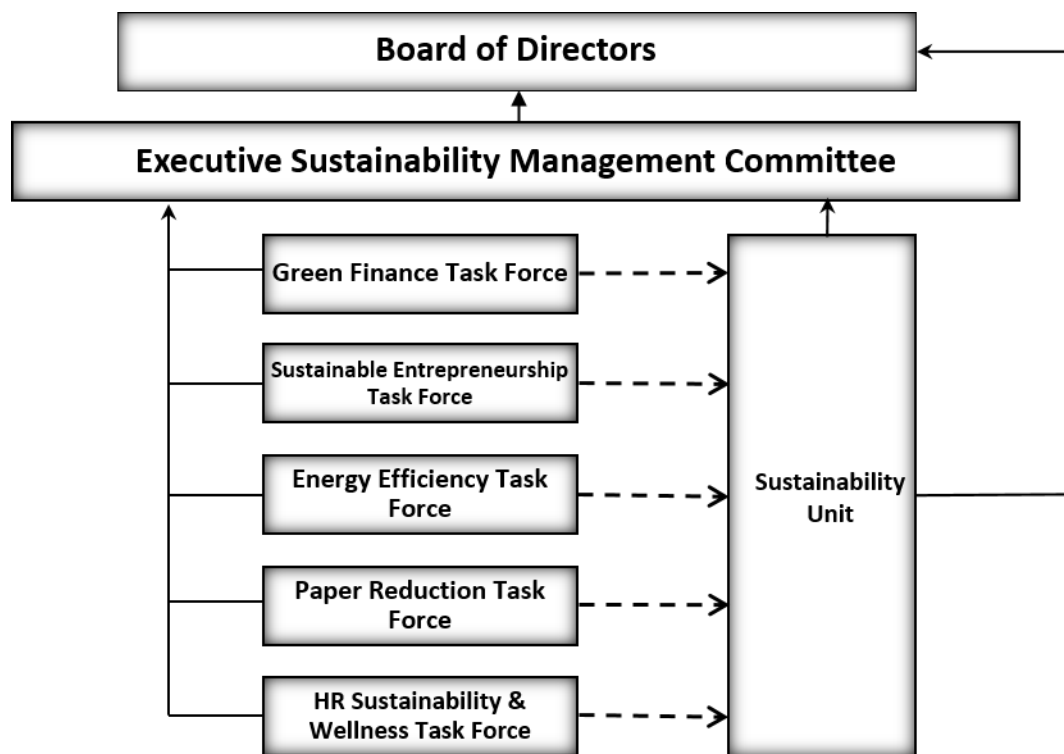 Board of Directors
Executive Sustainability Management Committee
Green Finance Task Force
Sustainable Entrepreneurship
Task Force
Energy Efficiency Task
Force
Paper Reduction Task
Force
HR Sustainability &
Wellness Task Force
Sustainability
Unit